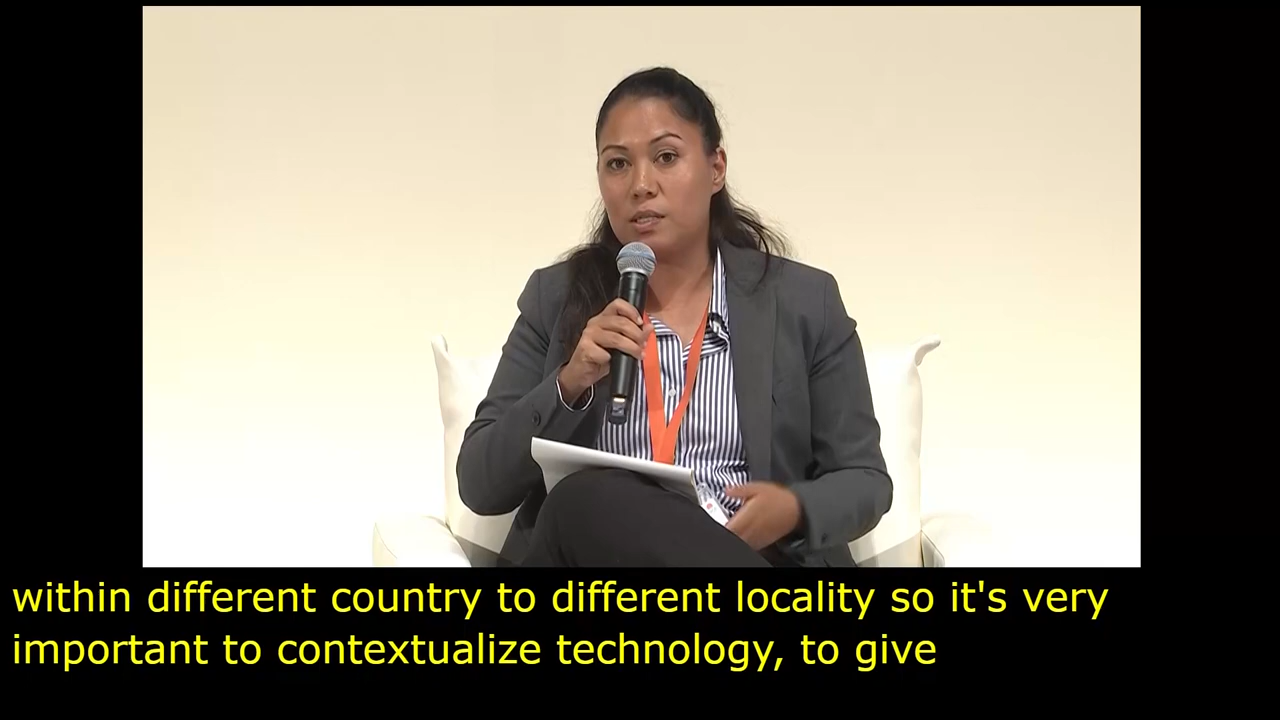 within different country to different locality so it's very
important to contextualize technology, to give